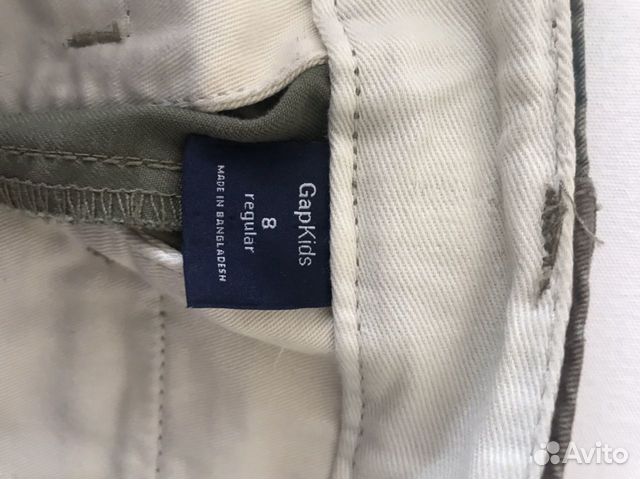 GapKids
8
regular
MADE IN BANGLADESH
Avito